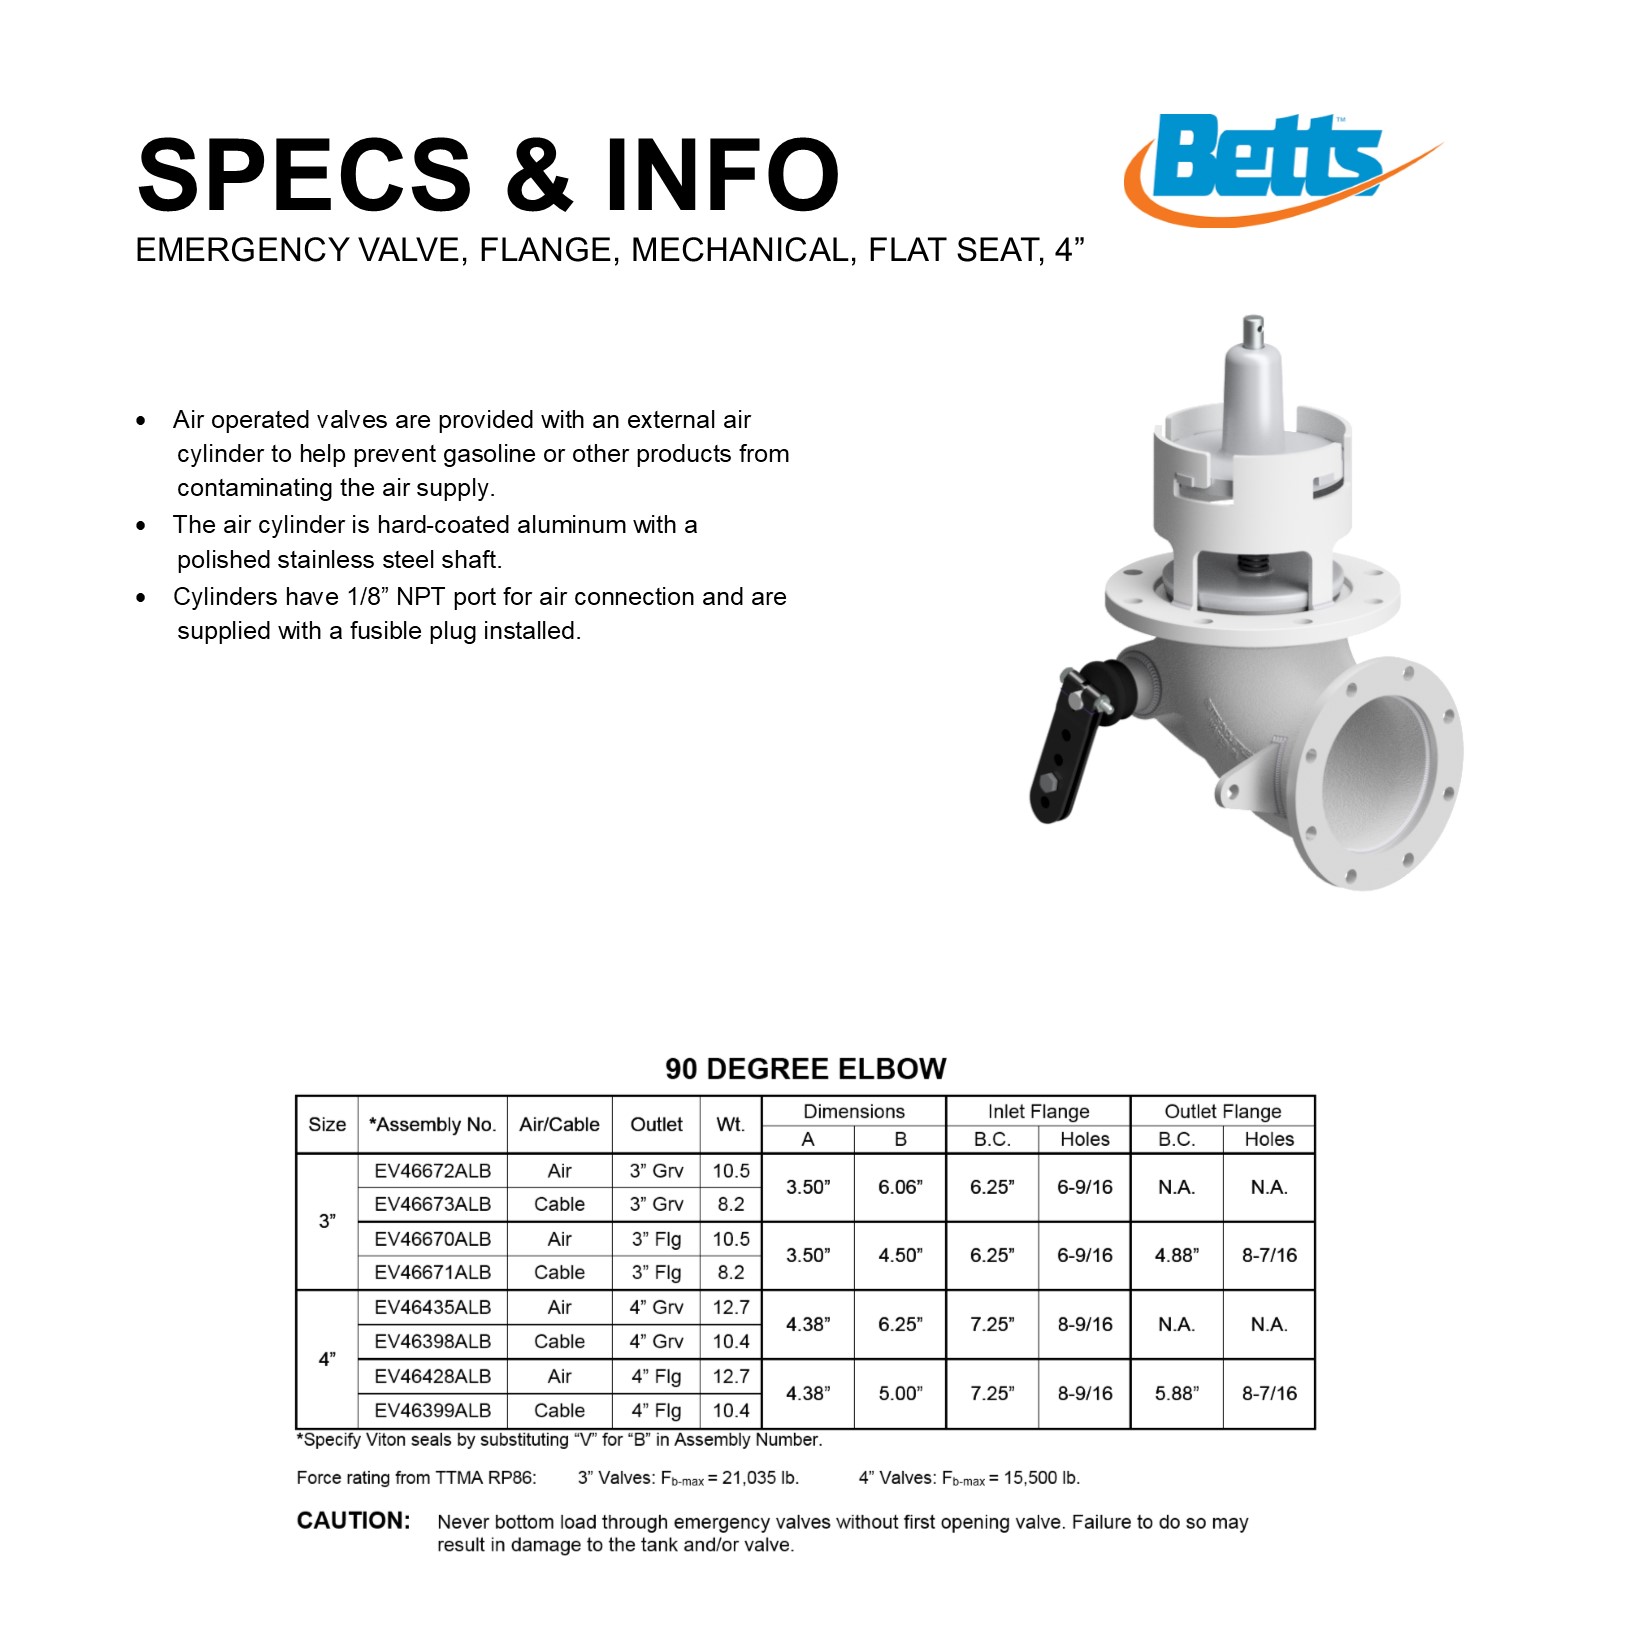 SPECS & INFO
Betts™
EMERGENCY VALVE, FLANGE, MECHANICAL, FLAT SEAT, 4”
• Air operated valves are provided with an external air
cylinder to help prevent gasoline or other products from
contaminating the air supply.
• The air cylinder is hard-coated aluminum with a
polished stainless steel shaft.
• Cylinders have 1/8” NPT port for air connection and are
supplied with a fusible plug installed.
90 DEGREE ELBOW
Size *Assembly No. Air/Cable Outlet Wt. Dimensions Inlet Flange Outlet Flange
A B B.C. Holes B.C. Holes
3”
EV46672ALB Air 3” Grv 10.5 3.50” 6.06” 6.25” 6-9/16 N.A. N.A.
EV46673ALB Cable 3” Grv 8.2
EV46670ALB Air 3” Flg 10.5 3.50” 4.50” 6.25” 6-9/16 4.88” 8-7/16
EV46671ALB Cable 3” Flg 8.2
4”
EV46435ALB Air 4” Grv 12.7 4.38” 6.25” 7.25” 8-9/16 N.A. N.A.
EV46398ALB Cable 4” Grv 10.4
EV46428ALB Air 4” Flg 12.7 4.38” 5.00” 7.25” 8-9/16 5.88” 8-7/16
EV46399ALB Cable 4” Flg 10.4
*Specify Viton seals by substituting “V” for “B” in Assembly Number.
Force rating from TTMA RP86: 3” Valves: Fb-max = 21,035 lb. 4” Valves: Fb-max = 15,500 lb.
CAUTION: Never bottom load through emergency valves without first opening valve. Failure to do so may
result in damage to the tank and/or valve.